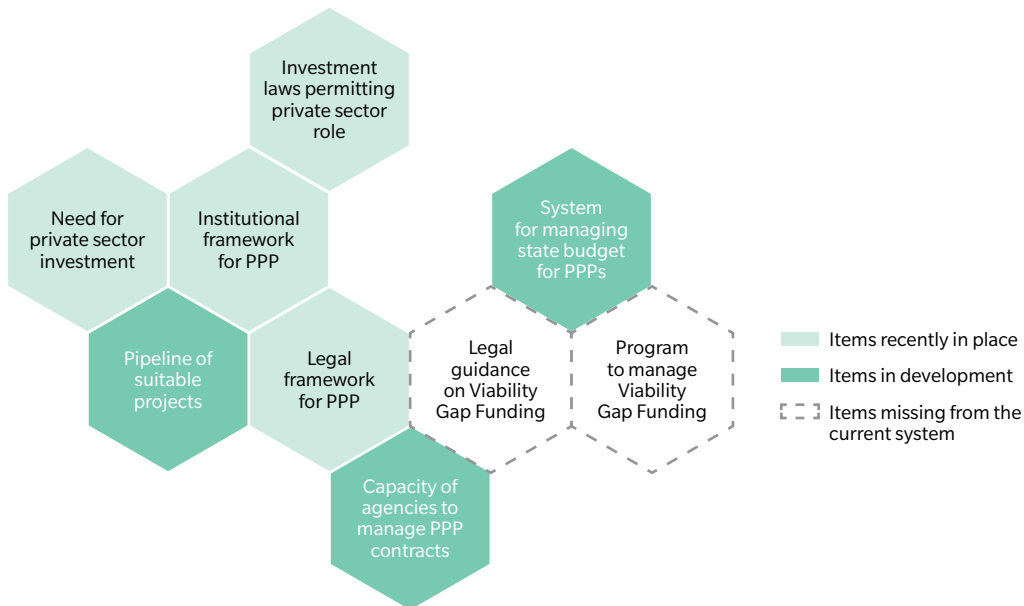 Investment
laws permitting
private sector
role
Need for
private sector
investment
Institutional
framework
for PPP
System
for managing
state budget
for PPPs
Pipeline of
suitable
projects
Legal
framework
for PPP
Legal
guidance
on Viability
Gap Funding
Program
to manage
Viability
Gap Funding
Capacity of
agencies to
manage PPP
contracts
Items recently in place
Items in development
Items missing from the
current system